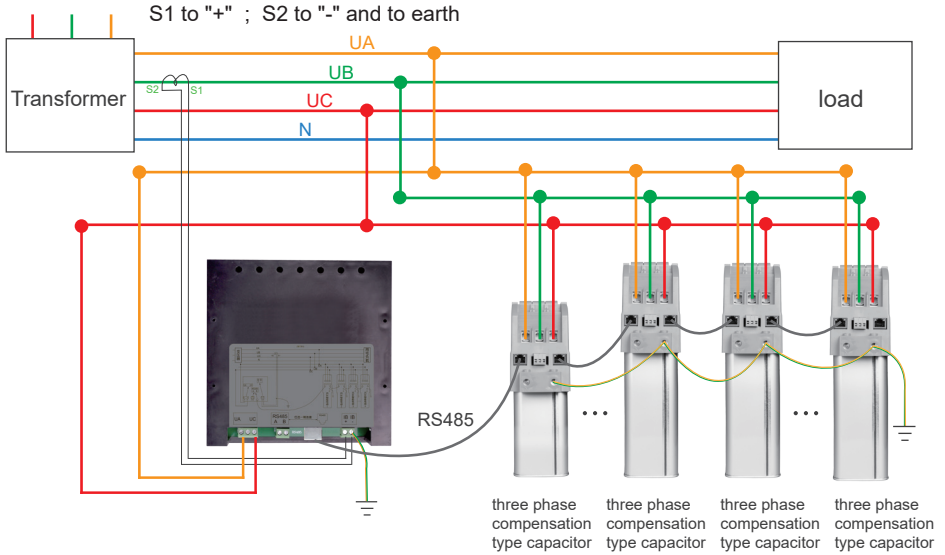 S1 to "+" ; S2 to "-" and to earth
UA
UB
UC
N
S2 S1
Transformer
load
UA UC RS485
A B
RS485
three phase
compensation
type capacitor
three phase
compensation
type capacitor
three phase
compensation
type capacitor
three phase
compensation
type capacitor